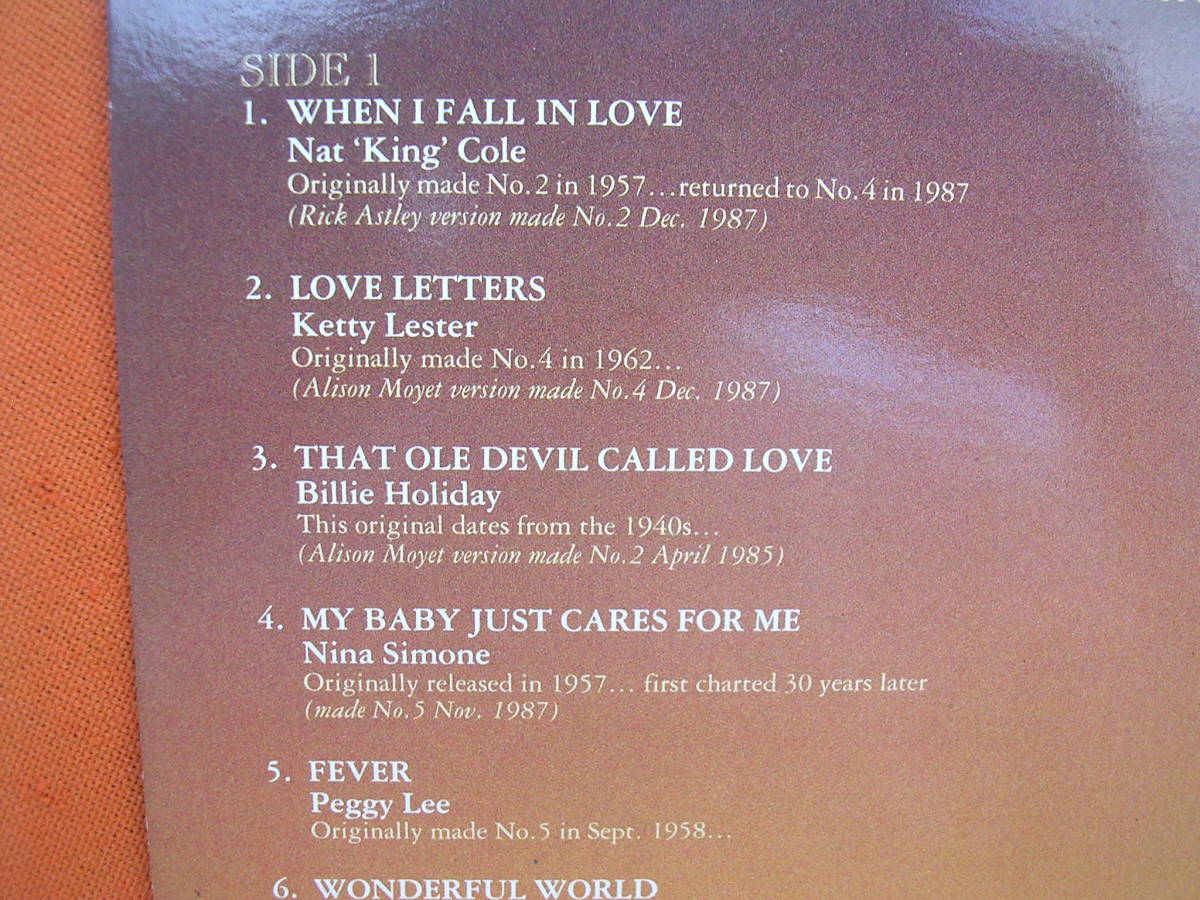 SIDE 1
1. WHEN I FALL IN LOVE
Nat ‘King’ Cole
Originally made No.2 in 1957...returned to No.4 in 1987
(Rick Astley version made No.2 Dec. 1987)
2. LOVE LETTERS
Ketty Lester
Originally made No.4 in 1962...
(Alison Moyet version made No.4 Dec. 1987)
3. THAT OLE DEVIL CALLED LOVE
Billie Holiday
This original dates from the 1940s...
(Alison Moyet version made No.2 April 1985)
4. MY BABY JUST CARES FOR ME
Nina Simone
Originally released in 1957... first charted 30 years later
(made No.5 Nov. 1987)
5. FEVER
Peggy Lee
Originally made No.5 in Sept. 1958...
6. WONDERFUL WORLD